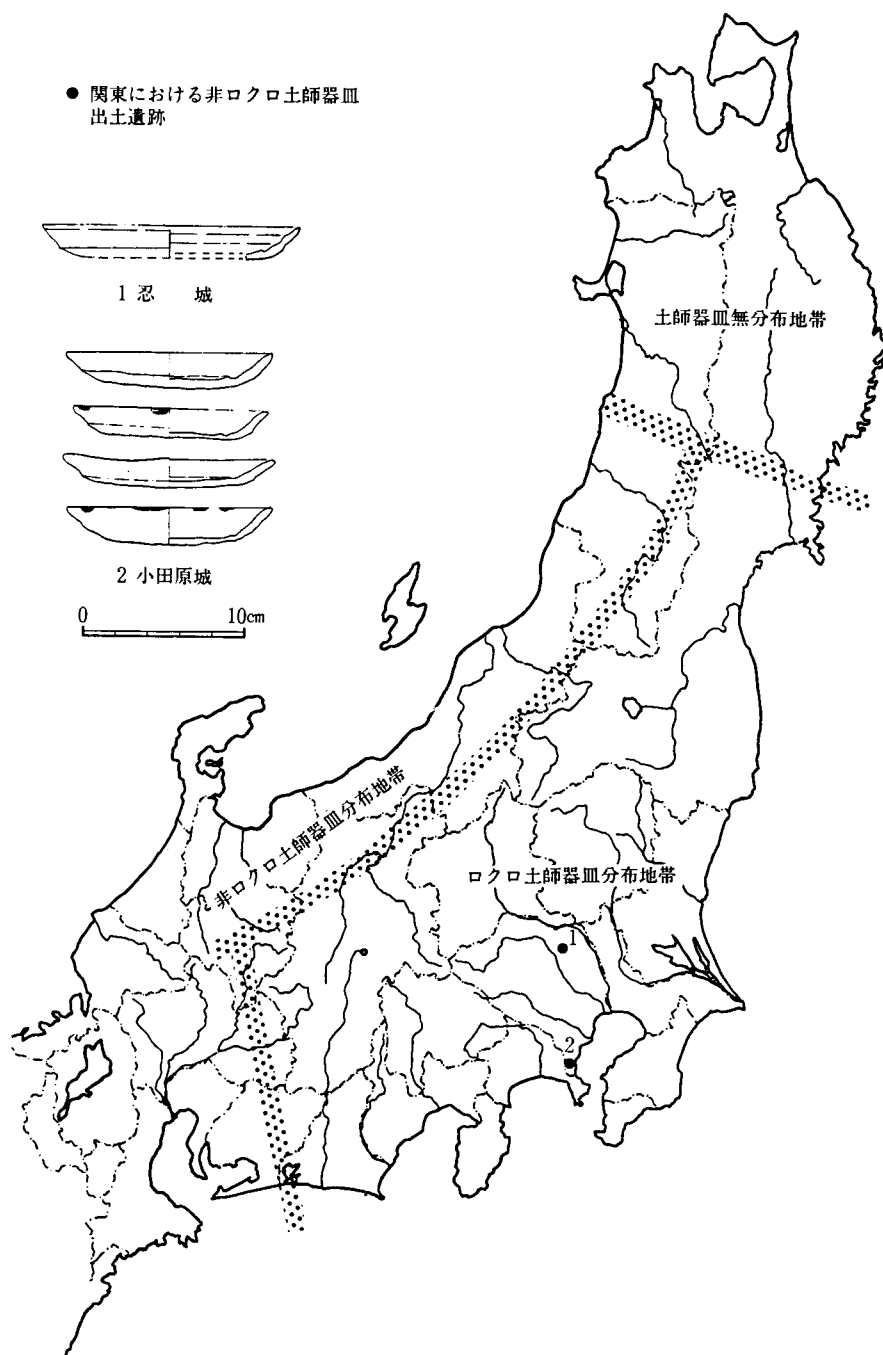 ● 関東における非ロクロ土師器皿
出土遺跡
1 忍 城
2 小田原城
0 10cm
土師器皿無分布地帯
非ロクロ土師器皿分布地帯
ロクロ土師器皿分布地帯
1
2